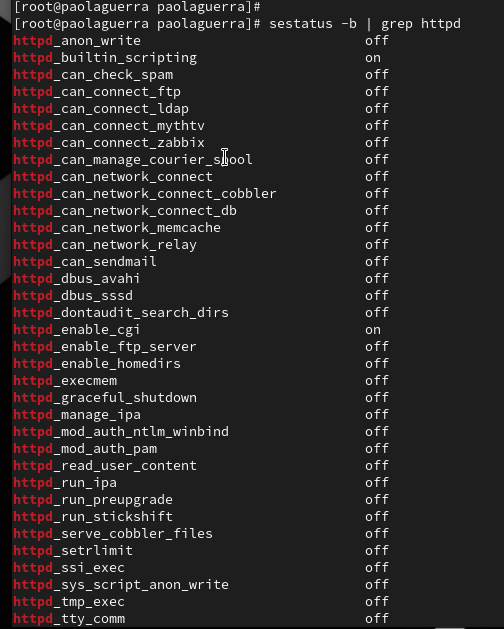 [root@paolaguerra paolaguerra]#
[root@paolaguerra paolaguerra]# sestatus -b | grep httpd
httpd_anon_write off
httpd_builtin_scripting on
httpd_can_check_spam off
httpd_can_connect_ftp off
httpd_can_connect_ldap off
httpd_can_connect_mythtv off
httpd_can_connect_zabbix off
httpd_can_manage_courier_spool off
httpd_can_network_connect off
httpd_can_network_connect_cobbler off
httpd_can_network_connect_db off
httpd_can_network_memcache off
httpd_can_network_relay off
httpd_can_sendmail off
httpd_dbus_avahi off
httpd_dbus_sssd off
httpd_dontaudit_search_dirs off
httpd_enable_cgi on
httpd_enable_ftp_server off
httpd_enable_homedirs off
httpd_execmem off
httpd_graceful_shutdown off
httpd_manage_ipa off
httpd_mod_auth_ntlm_winbind off
httpd_mod_auth_pam off
httpd_read_user_content off
httpd_run_ipa off
httpd_run_preupgrade off
httpd_run_stickshift off
httpd_serve_cobbler_files off
httpd_setrlimit off
httpd_ssi_exec off
httpd_sys_script_anon_write off
httpd_tmp_exec off
httpd_tty_comm off